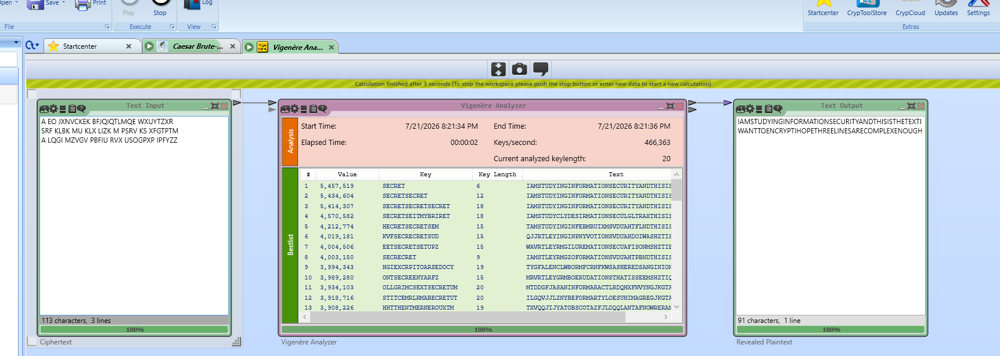 Open
Save
Print
Play
Stop
Log
Startcenter
CrypToolStore
CrypCloud
Updates
Settings
File
Execute
View
Extras
Startcenter
Caesar Brute-...
Vigenère Ana...
Calculation finished after 3 seconds (To stop the workspace please push the stop button or enter new data to start a new calculation)
Text Input
A EO JXNVCKEK BFJQIQTLMQE WXUYTZXR
SRF KLBK MU KLX LIZK M PSRV KS XFGTPTM
A LQGI MZVGV PBFIU RVX USOGPXP IPFYZZ
113 characters, 3 lines
100%
Ciphertext
Vigenère Analyzer
Analysis
Start Time: 7/21/2026 8:21:34 PM End Time: 7/21/2026 8:21:36 PM
Elapsed Time: 00:00:02 Keys/second: 466,363
Current analyzed keylength: 20
Bestlist
# Value Key Key Length Text
1 5,457,519 SECRET 6 IAMSTUDYINGINFORMATIONSECURITYANDTHISIS
2 5,434,604 SECRETSECRET 12 IAMSTUDYINGINFORMATIONSECURITYANDTHISIS
3 5,414,307 SECRETSECRETSECRET 18 IAMSTUDYINGINFORMATIONSECURITYANDTHISIS
4 4,570,582 SECRETSEITMYBRIRET 18 IAMSTUDYCLYDESIRMATIONSECULGLTRAXTHISIS
5 4,212,774 HECRETSECRETSEM 15 TAMSTUDYINGINFEBMRUIXMSVDUAHTFLNDTHISIS
6 4,019,181 KVFSECRECRETSUD 15 QJJRTLEYINGINPNYVOTIONSVDUAHDOIWASHZTIS
7 4,004,506 EETSECRETSETUPZ 15 WAVRTLEYRMGILUREMATIONSECUAFISONMSHZTIE
8 4,003,150 SECRECRET 9 IAMSTLEYRMGZOFORMATIONSVDUAHTPBNDTHISIS
9 3,994,343 HGIEXCRPITOARSEDOCY 19 TYGFALENCLWBORMFCRNFKWSASHEREDSANGINION
10 3,989,280 ONTSECREENYARFZ 15 MRVRTLEYGRMBOERUDATIONSTHATISSEEMSHZTIQ
11 3,934,103 OLLGRIMCSEXTSECRETUM 20 MTDDGFJASANINFORMARACTLRDQHXFNVYNGJKGTA
12 3,918,716 STITCEMRLRMABECRETUT 20 ILGQVJJLZNYBEFORMARTYLOESUHIMAGREGJKGTA
13 3,908,226 HHTTHENTMERNEROUXTM 19 TXVQQJIJYATOBSCOTAZFJLDQQLANTAFNOWRERAN
100%
Vigenère Analyzer
Text Output
IAMSTUDYINGINFORMATIONSECURITYANDTHISISTHETEXTI
WANTTOENCRYPTIHOPETHREELINESARECOMPLEXENOUGH
91 characters, 1 line
100%
Revealed Plaintext